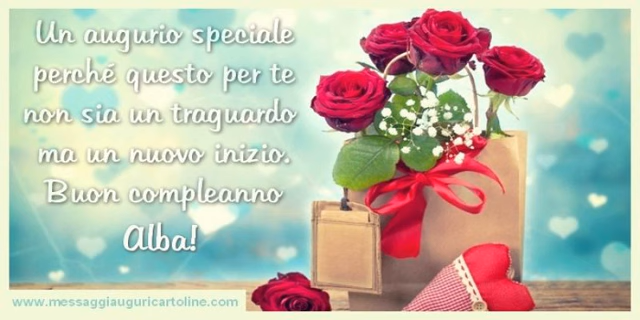 Un augurio speciale
perché questo per te
non sia un traguardo
ma un nuovo inizio.
Buon compleanno
Alba!
www.messaggiauguricartoline.com